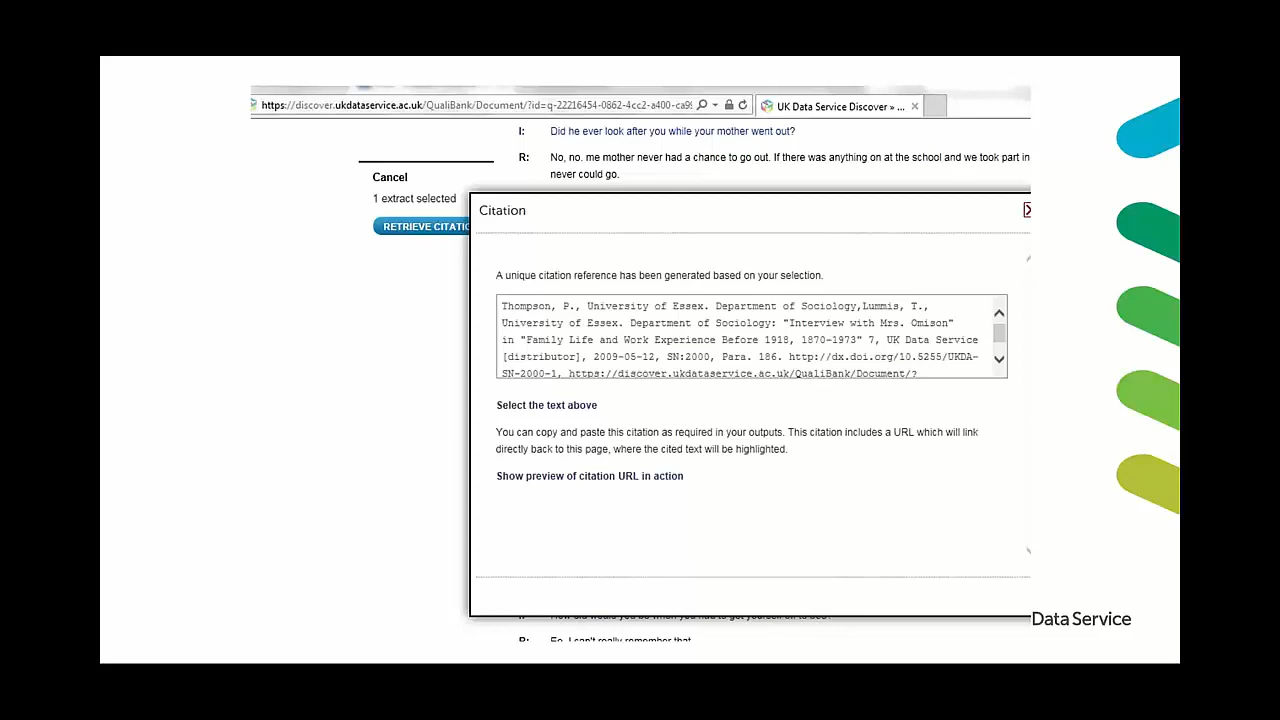 https://discover.ukdataservice.ac.uk/QualiBank/Document/?id=q-22216454-0862-4cc2-a400-ca9
UK Data Service Discover » ...
I: Did he ever look after you while your mother went out?
R: No, no. me mother never had a chance to go out. If there was anything on at the school and we took part in
never could go.
Cancel
1 extract selected
RETRIEVE CITATIO
Citation
A unique citation reference has been generated based on your selection.
Thompson, P., University of Essex. Department of Sociology,Lummis, T.,
University of Essex. Department of Sociology: "Interview with Mrs. Omison"
in "Family Life and Work Experience Before 1918, 1870-1973" 7, UK Data Service
[distributor], 2009-05-12, SN:2000, Para. 186. http://dx.doi.org/10.5255/UKDA-
SN-2000-1, https://discover.ukdataservice.ac.uk/QualiBank/Document/?
Select the text above
You can copy and paste this citation as required in your outputs. This citation includes a URL which will link
directly back to this page, where the cited text will be highlighted.
Show preview of citation URL in action
Data Service
R: Eo, I can't really remember that